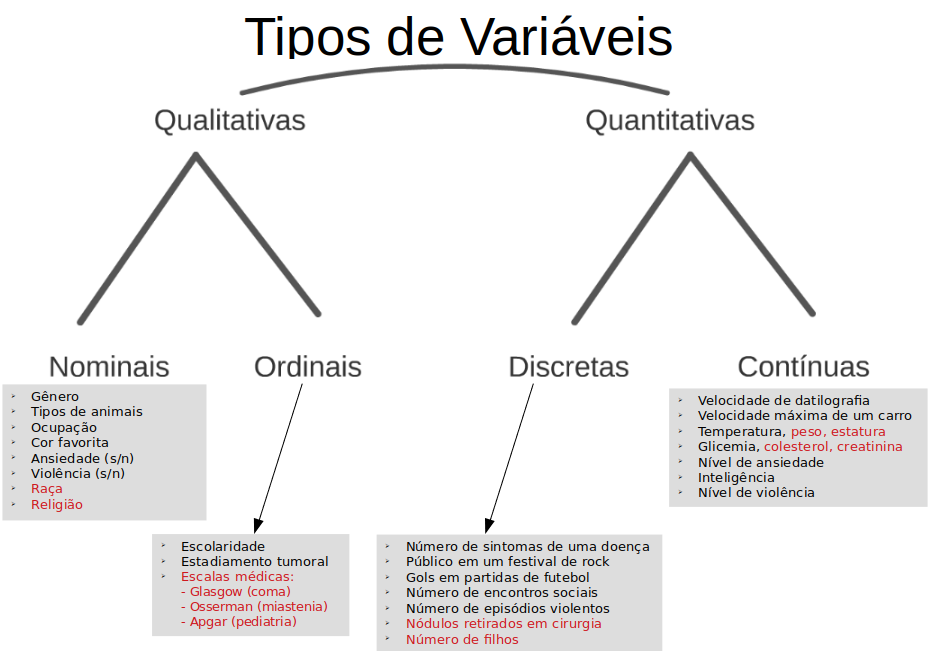 Tipos de Variáveis
Qualitativas
Quantitativas
Nominais
Ordinais
Discretas
Contínuas
Gênero
Tipos de animais
Ocupação
Cor favorita
Ansiedade (s/n)
Violência (s/n)
Raça
Religião
Escolaridade
Estadiamento tumoral
Escalas médicas:
- Glasgow (coma)
- Osserman (miastenia)
- Apgar (pediatria)
Número de sintomas de uma doença
Público em um festival de rock
Gols em partidas de futebol
Número de encontros sociais
Número de episódios violentos
Nódulos retirados em cirurgia
Número de filhos
Velocidade de datilografia
Velocidade máxima de um carro
Temperatura, peso, estatura
Glicemia, colesterol, creatinina
Nível de ansiedade
Inteligência
Nível de violência